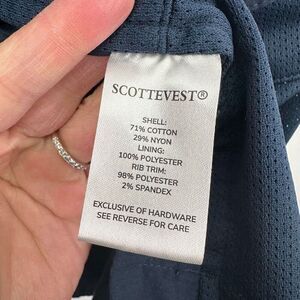 SCOTTEVEST®
SHELL:
71% COTTON
29% NYON
LINING:
100% POLYESTER
RIB TRIM:
98% POLYESTER
2% SPANDEX
EXCLUSIVE OF HARDWARE
SEE REVERSE FOR CARE